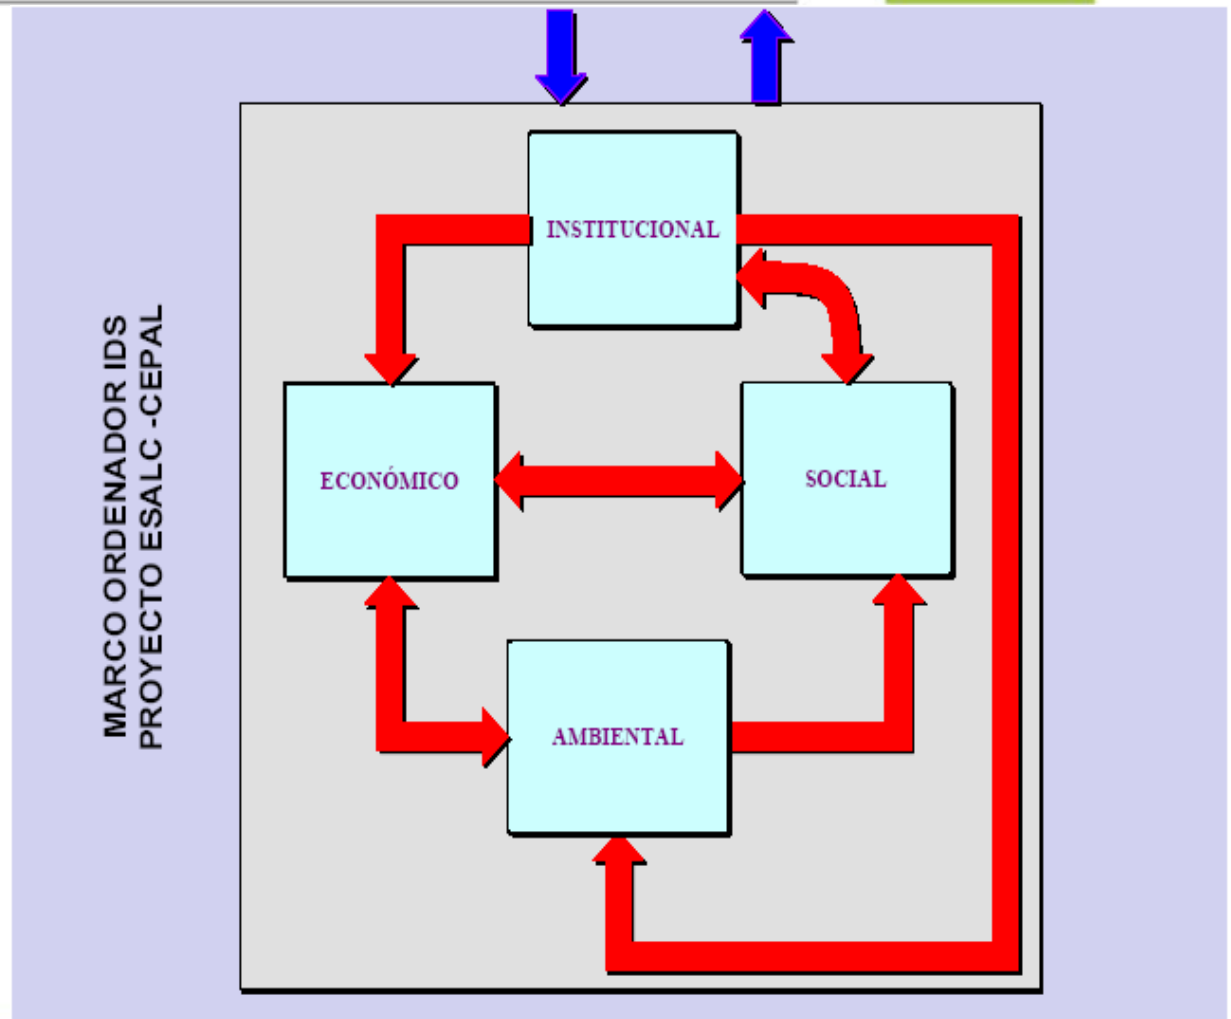 MARCO ORDENADOR IDS
PROYECTO ESALC -CEPAL
INSTITUCIONAL
ECONÓMICO
SOCIAL
AMBIENTAL